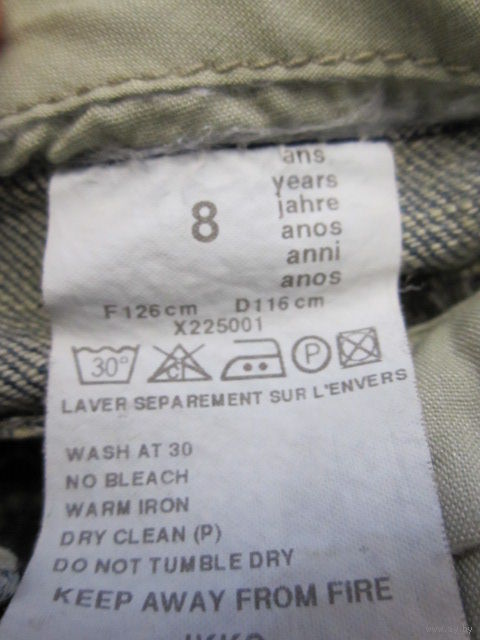 ans
years
8 jahre
anos
anni
anos
F126cm D116cm
X225001
30° cl P
LAVER SEPAREMENT SUR L'ENVERS
WASH AT 30
NO BLEACH
WARM IRON
DRY CLEAN (P)
DO NOT TUMBLE DRY
KEEP AWAY FROM FIRE